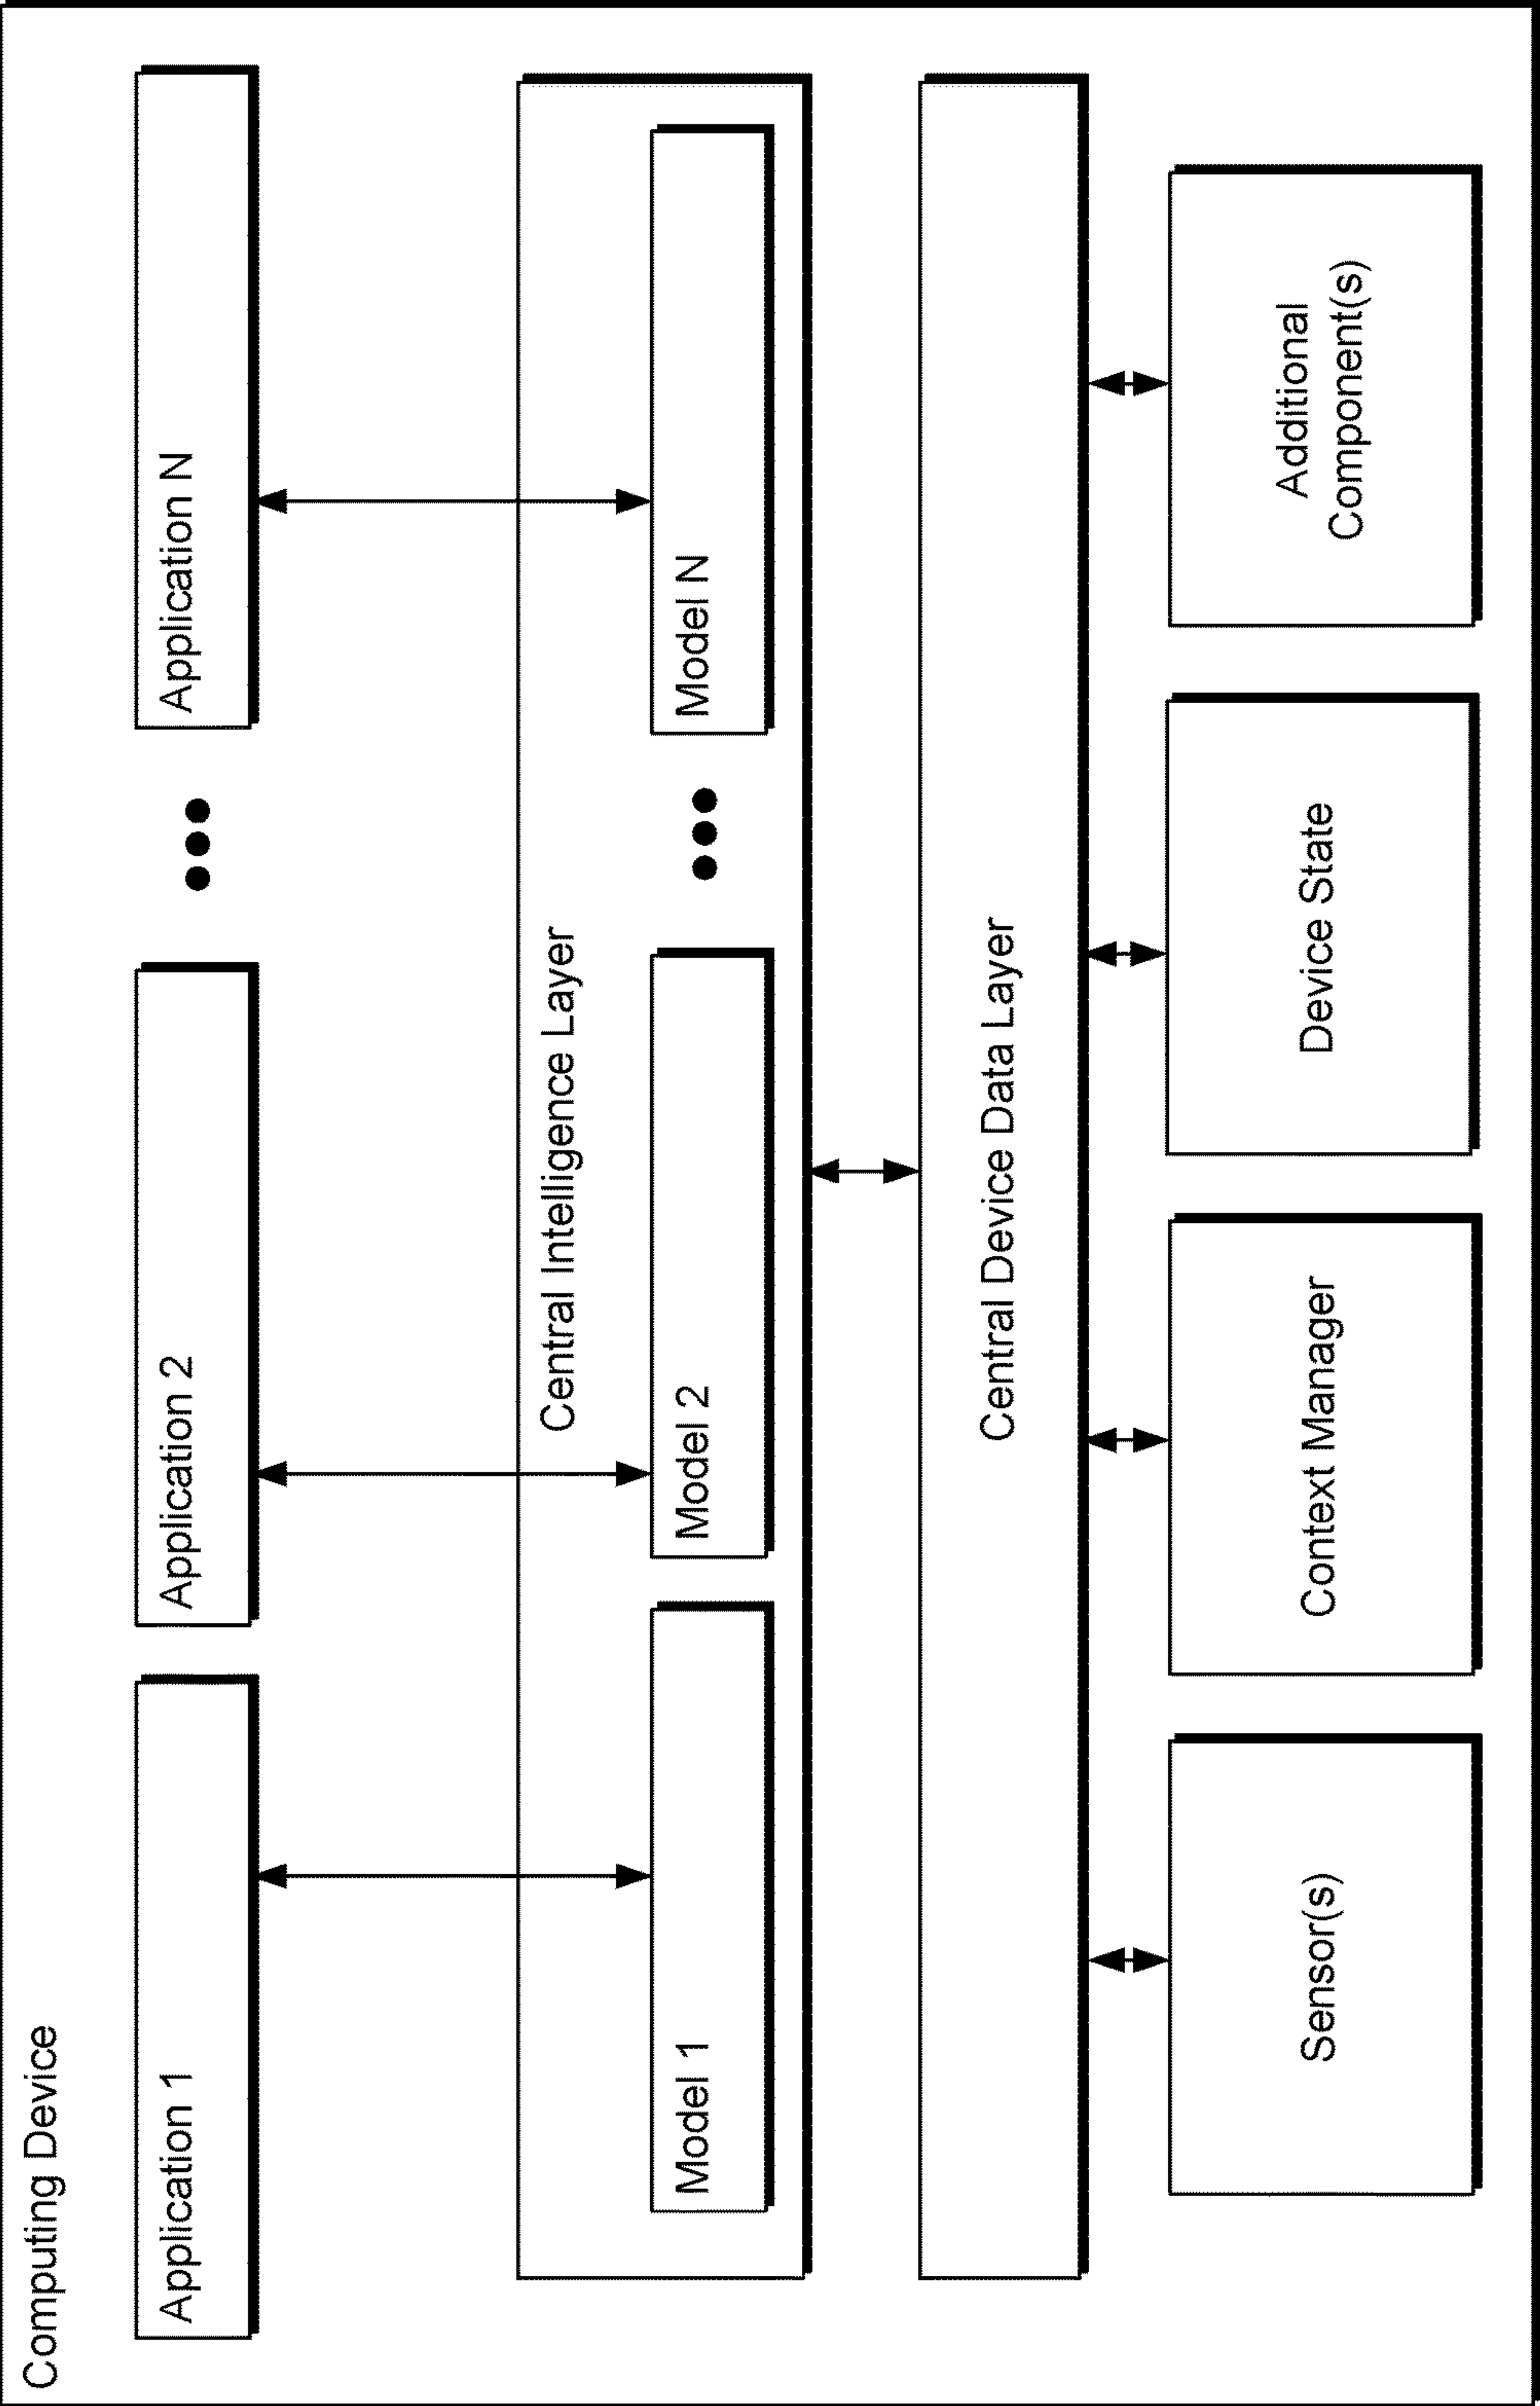 Computing Device
Application 1
Application 2
Application N
Central Intelligence Layer
Model 1
Model 2
Model N
Central Device Data Layer
Sensor(s)
Context Manager
Device State
Additional
Component(s)